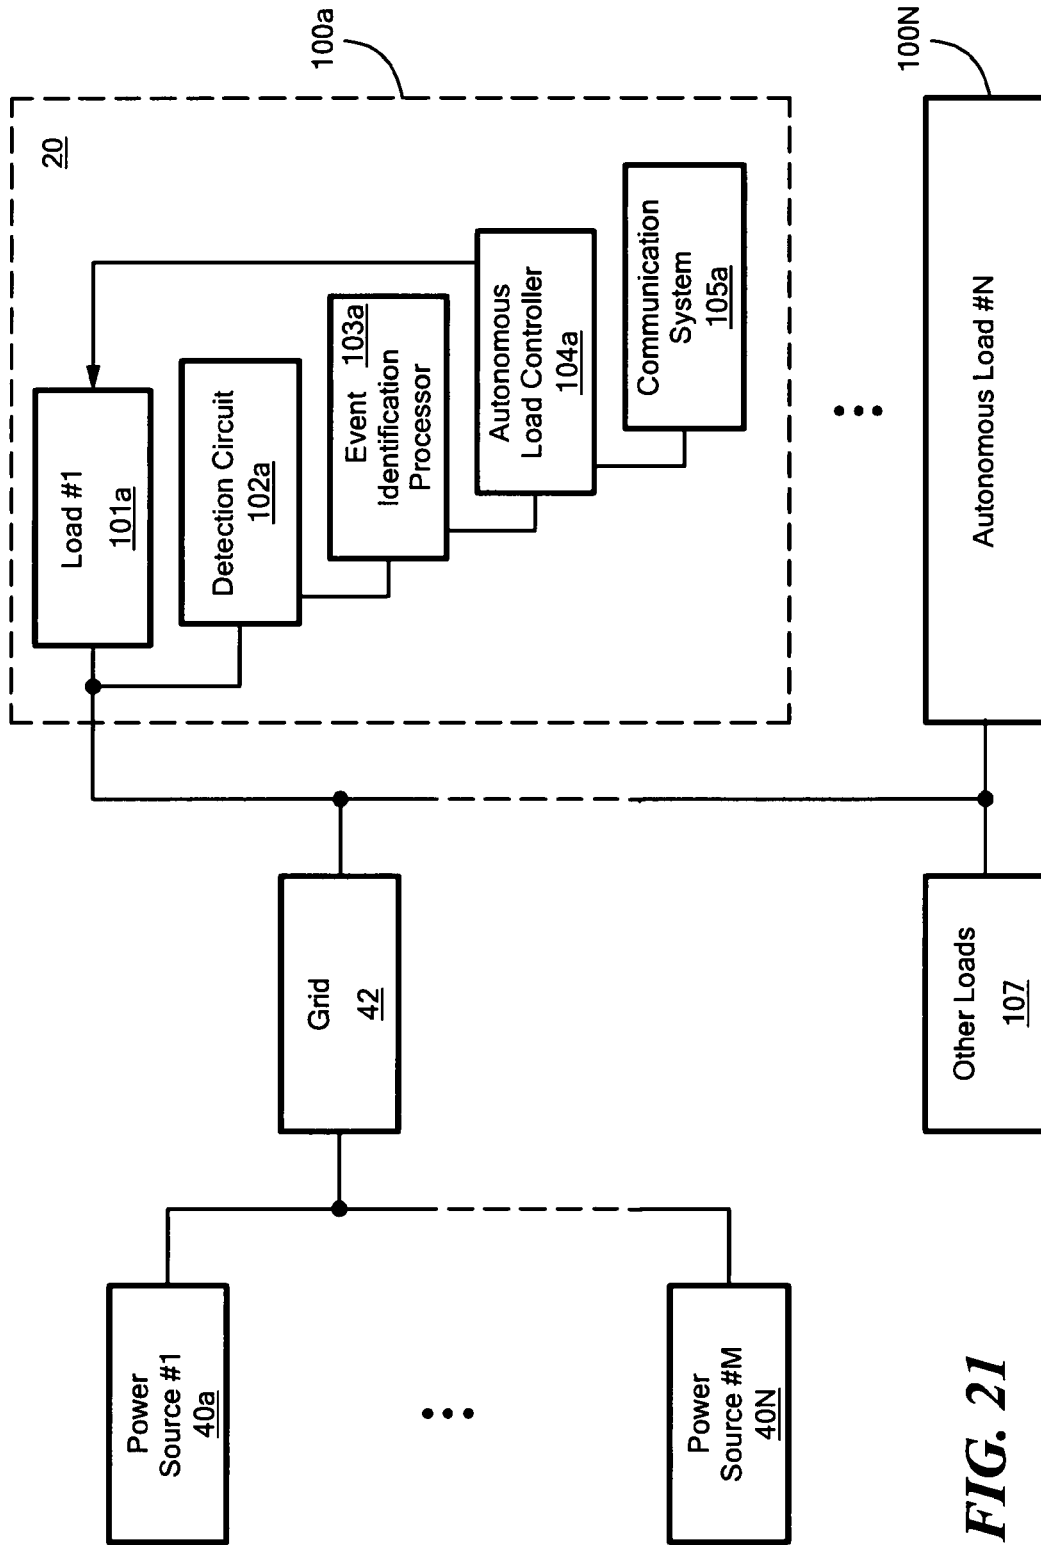 Power
Source #1
40a
Power
Source #M
40N
Grid
42
Other Loads
107
20
100a
Load #1
101a
Detection Circuit
102a
Event
103a
Identification
Processor
Autonomous
Load Controller
104a
Communication
System
105a
Autonomous Load #N
100N
FIG. 21